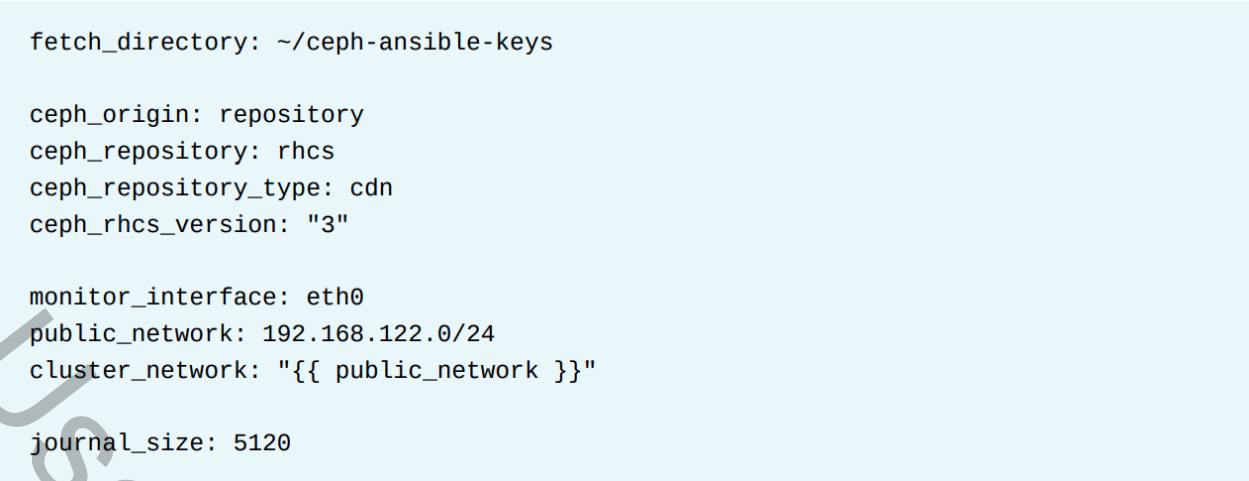 fetch_directory: ~/ceph-ansible-keys
ceph_origin: repository
ceph_repository: rhcs
ceph_repository_type: cdn
ceph_rhcs_version: "3"
monitor_interface: eth0
public_network: 192.168.122.0/24
cluster_network: "{{ public_network }}"
journal_size: 5120